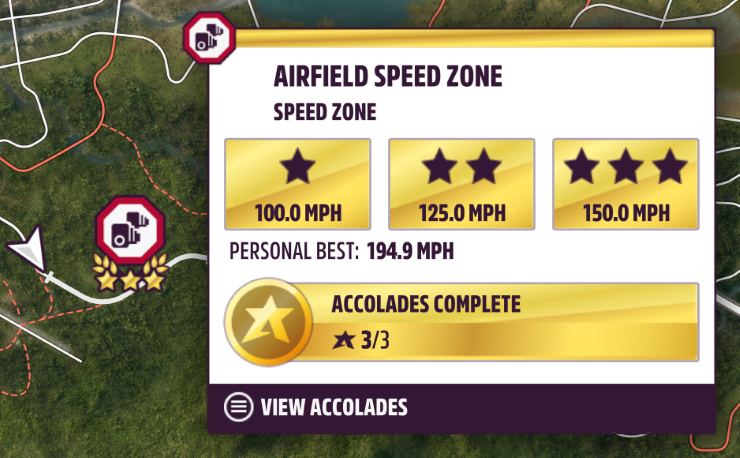 AIRFIELD SPEED ZONE
SPEED ZONE
100.0 MPH
125.0 MPH
150.0 MPH
PERSONAL BEST: 194.9 MPH
ACCOLADES COMPLETE
3/3
VIEW ACCOLADES